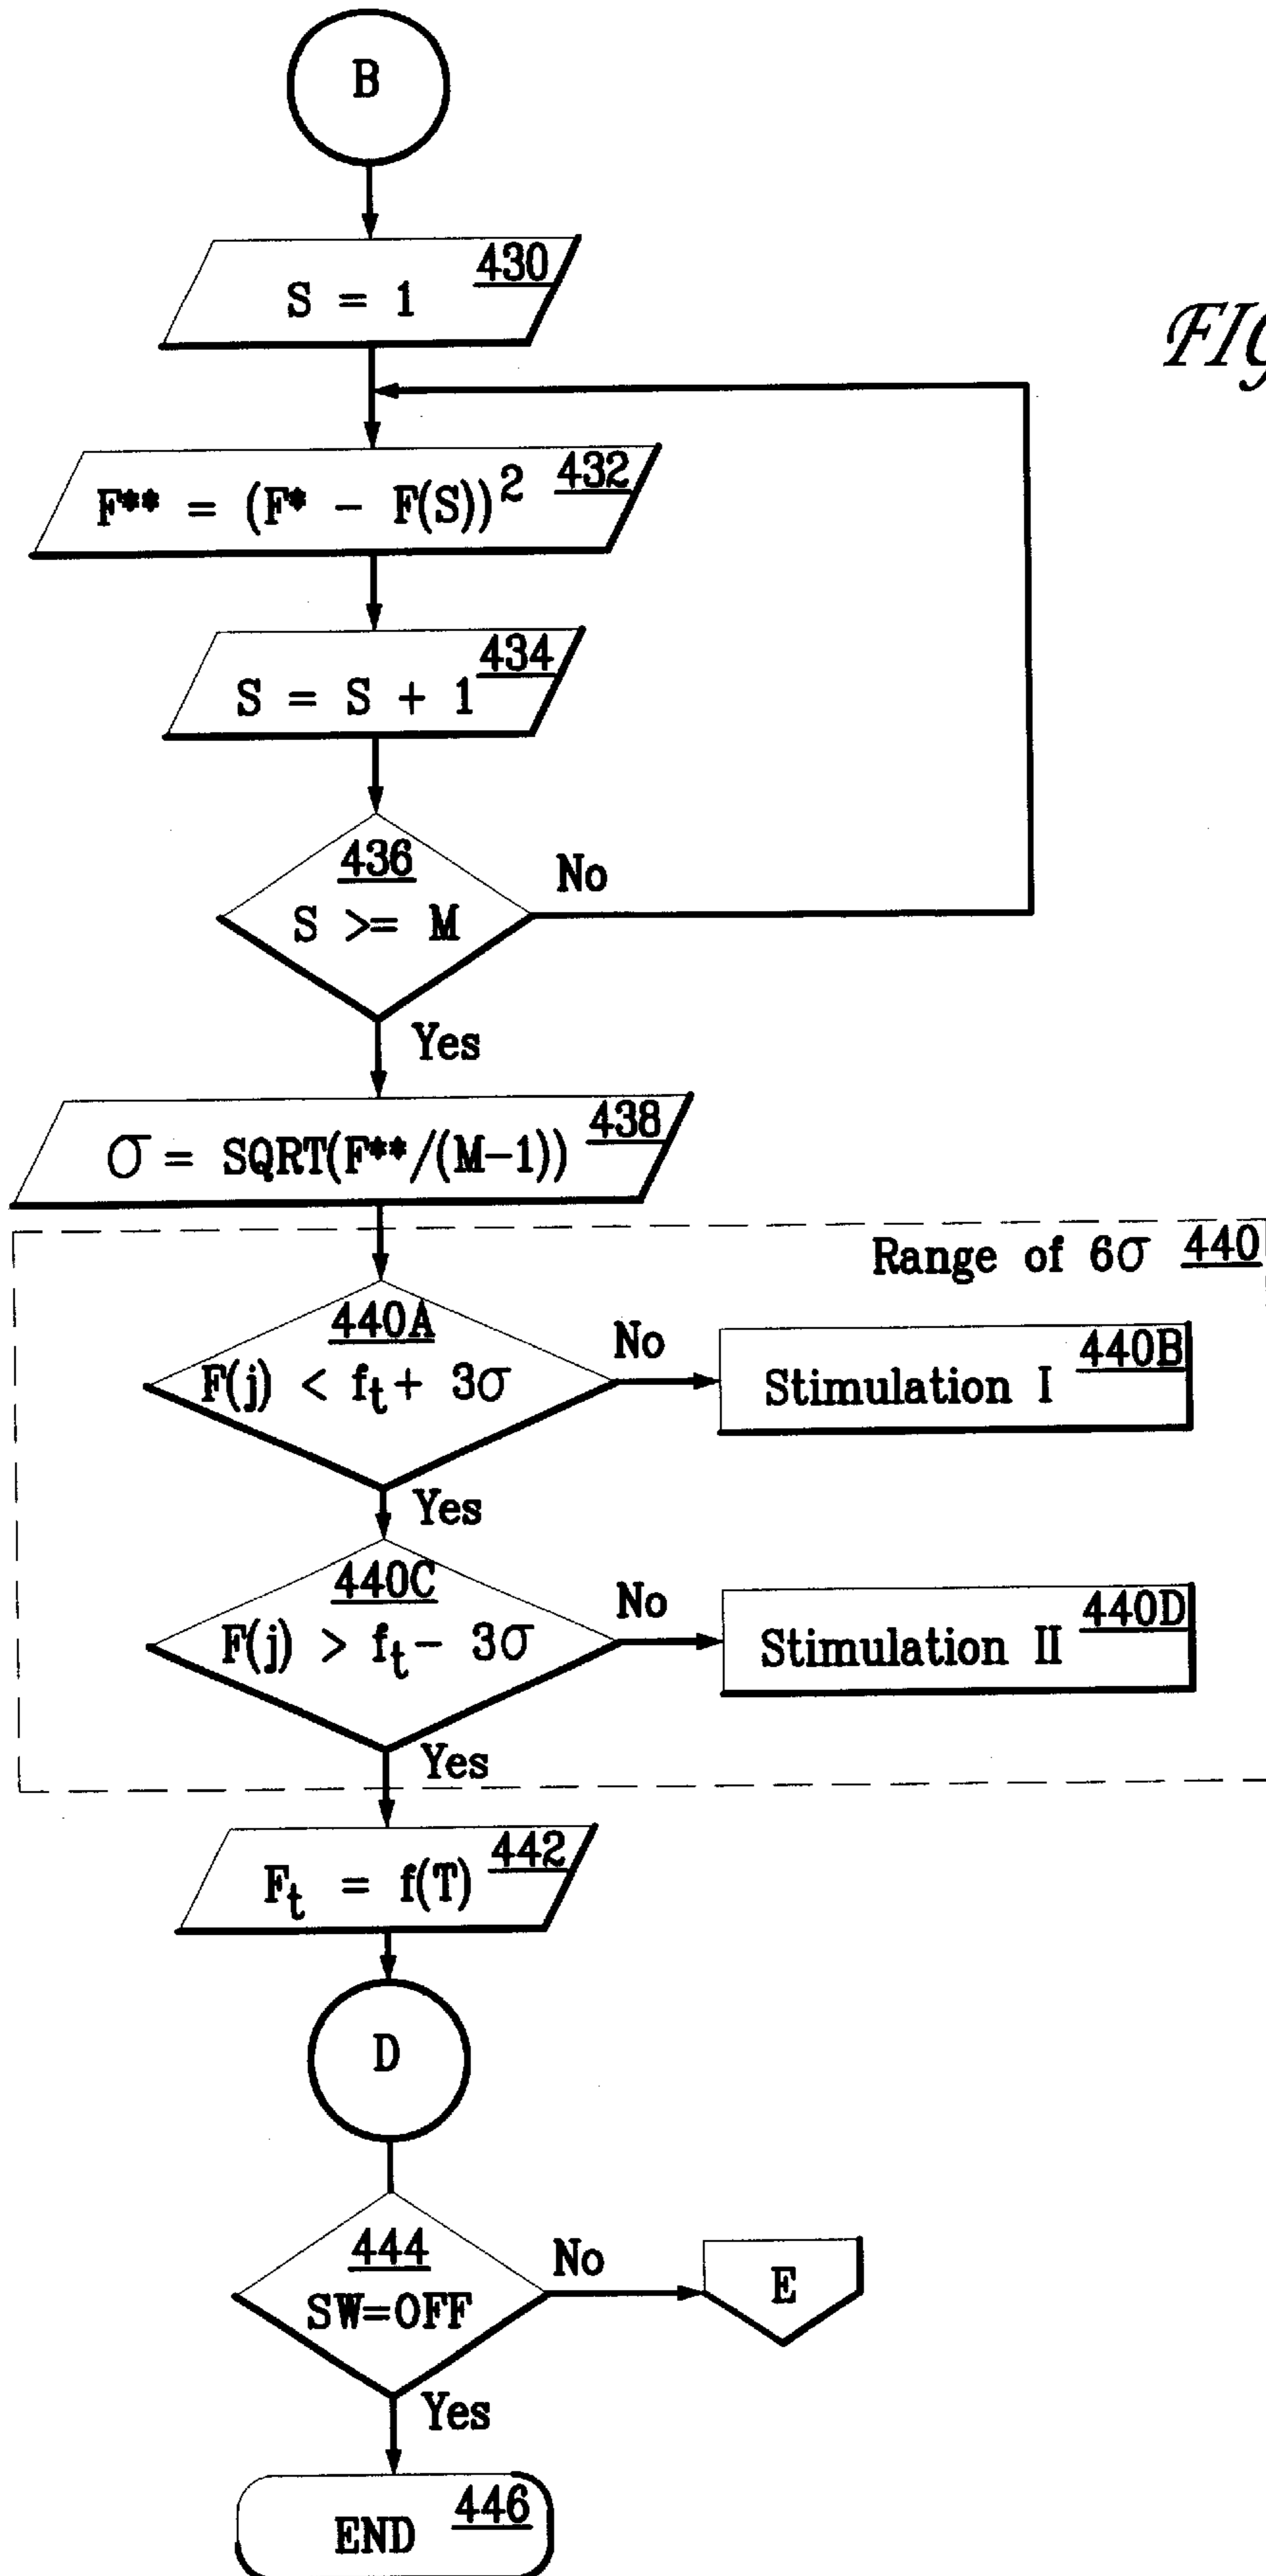 B
430
S = 1
FIG
432
F** = (F* - F(S))²
434
S = S + 1
436
No
S >= M
Yes
438
σ = SQRT(F**/(M-1))
Range of 6σ 440
440A
No
440B
F(j) < fₜ + 3σ
Stimulation I
Yes
440C
No
440D
F(j) > fₜ - 3σ
Stimulation II
Yes
442
Fₜ = f(T)
D
444
No
E
SW=OFF
Yes
446
END